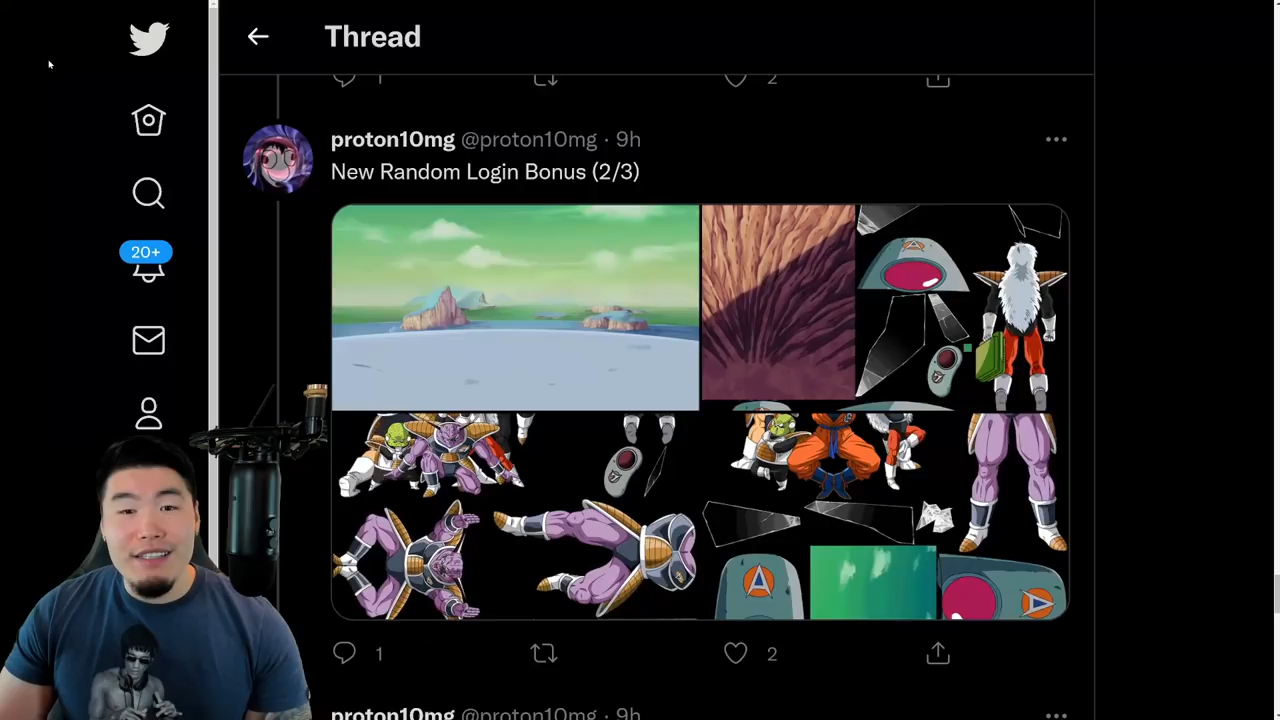 Thread
1
2
proton10mg @proton10mg · 9h
New Random Login Bonus (2/3)
20+
1
2
proton10mg @proton10mg · 9h